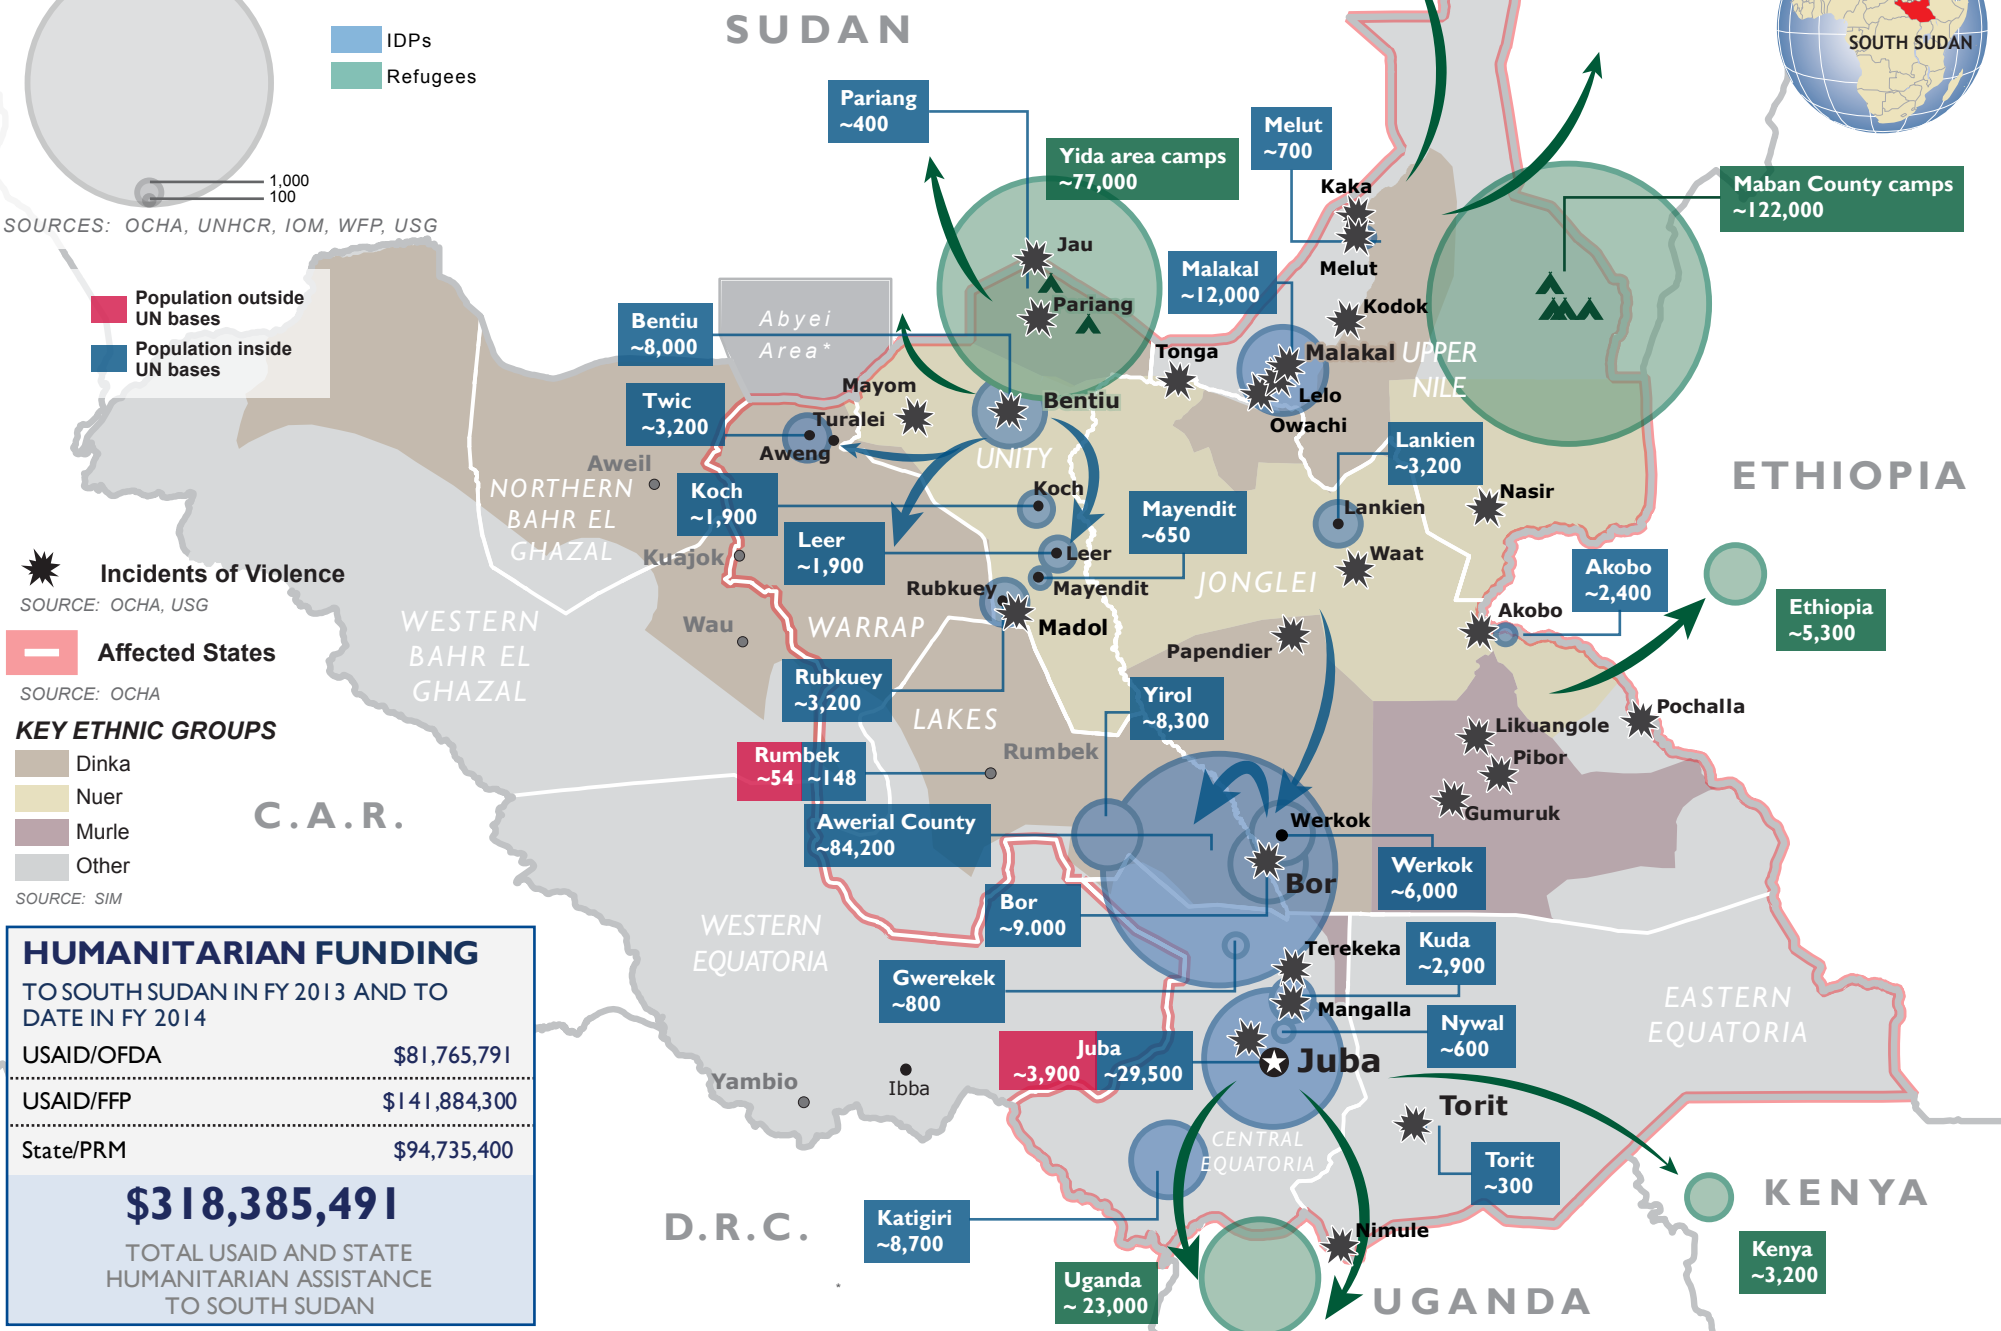 SUDAN
SOUTH SUDAN
IDPs
Refugees
1,000
100
SOURCES: OCHA, UNHCR, IOM, WFP, USG
Population outside
UN bases
Population inside
UN bases
Incidents of Violence
SOURCE: OCHA, USG
Affected States
SOURCE: OCHA
KEY ETHNIC GROUPS
Dinka
Nuer
Murle
Other
SOURCE: SIM
HUMANITARIAN FUNDING
TO SOUTH SUDAN IN FY 2013 AND TO
DATE IN FY 2014
USAID/OFDA $81,765,791
USAID/FFP $141,884,300
State/PRM $94,735,400
$318,385,491
TOTAL USAID AND STATE
HUMANITARIAN ASSISTANCE
TO SOUTH SUDAN
Pariang
~400
Yida area camps
~77,000
Melut
~700
Maban County camps
~122,000
Kaka
Melut
Jau
Pariang
Malakal
~12,000
Kodok
Bentiu
~8,000
Abyei
Area*
Tonga
Malakal
UPPER
NILE
Lelo
Owachi
Mayom
Bentiu
Twic
~3,200
Turalei
Aweng
Aweil
UNITY
Lankien
~3,200
ETHIOPIA
NORTHERN
BAHR EL
GHAZAL
Koch
~1,900
Koch
Mayendit
~650
Lankien
Nasir
Leer
~1,900
Leer
Waat
Kuajok
Rubkuey
Mayendit
JONGLEI
Akobo
~2,400
Ethiopia
~5,300
Akobo
WESTERN
BAHR EL
GHAZAL
Wau
WARRAP
Madol
Papendier
Rubkuey
~3,200
Yirol
~8,300
LAKES
Pochalla
Likuangole
Pibor
Gumuruk
Rumbek
~54 ~148
Rumbek
C.A.R.
Awerial County
~84,200
Werkok
Werkok
~6,000
Bor
Bor
~9.000
WESTERN
EQUATORIA
Terekeka
Kuda
~2,900
Gwerekek
~800
Mangalla
EASTERN
EQUATORIA
Nywal
~600
Juba
~3,900 ~29,500
Juba
Yambio
Ibba
Torit
CENTRAL
EQUATORIA
Torit
~300
KENYA
D.R.C.
Katigiri
~8,700
Nimule
Kenya
~3,200
*
Uganda
~ 23,000
UGANDA